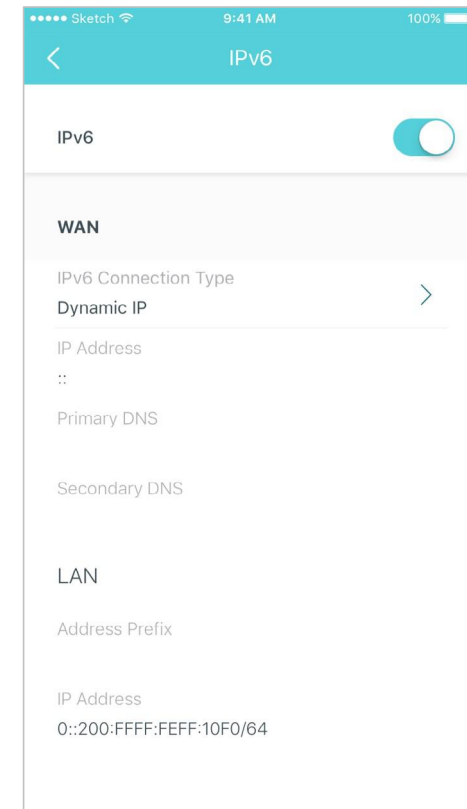 Sketch 9:41 AM 100%
IPv6
IPv6
WAN
IPv6 Connection Type
Dynamic IP
IP Address
::
Primary DNS
Secondary DNS
LAN
Address Prefix
IP Address
0::200:FFFF:FEFF:10F0/64